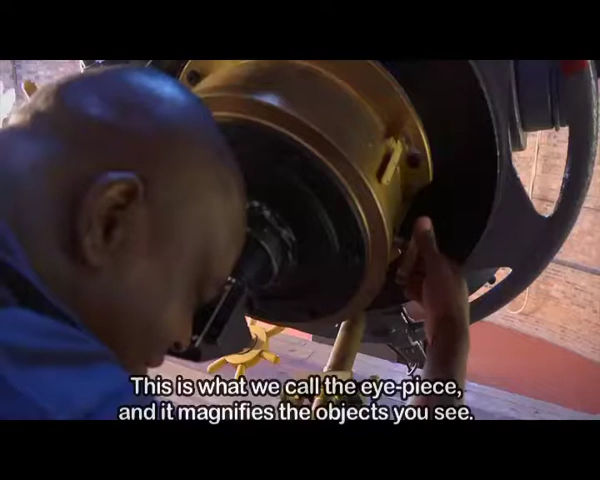 This is what we call the eye-piece,
and it magnifies the objects you see.